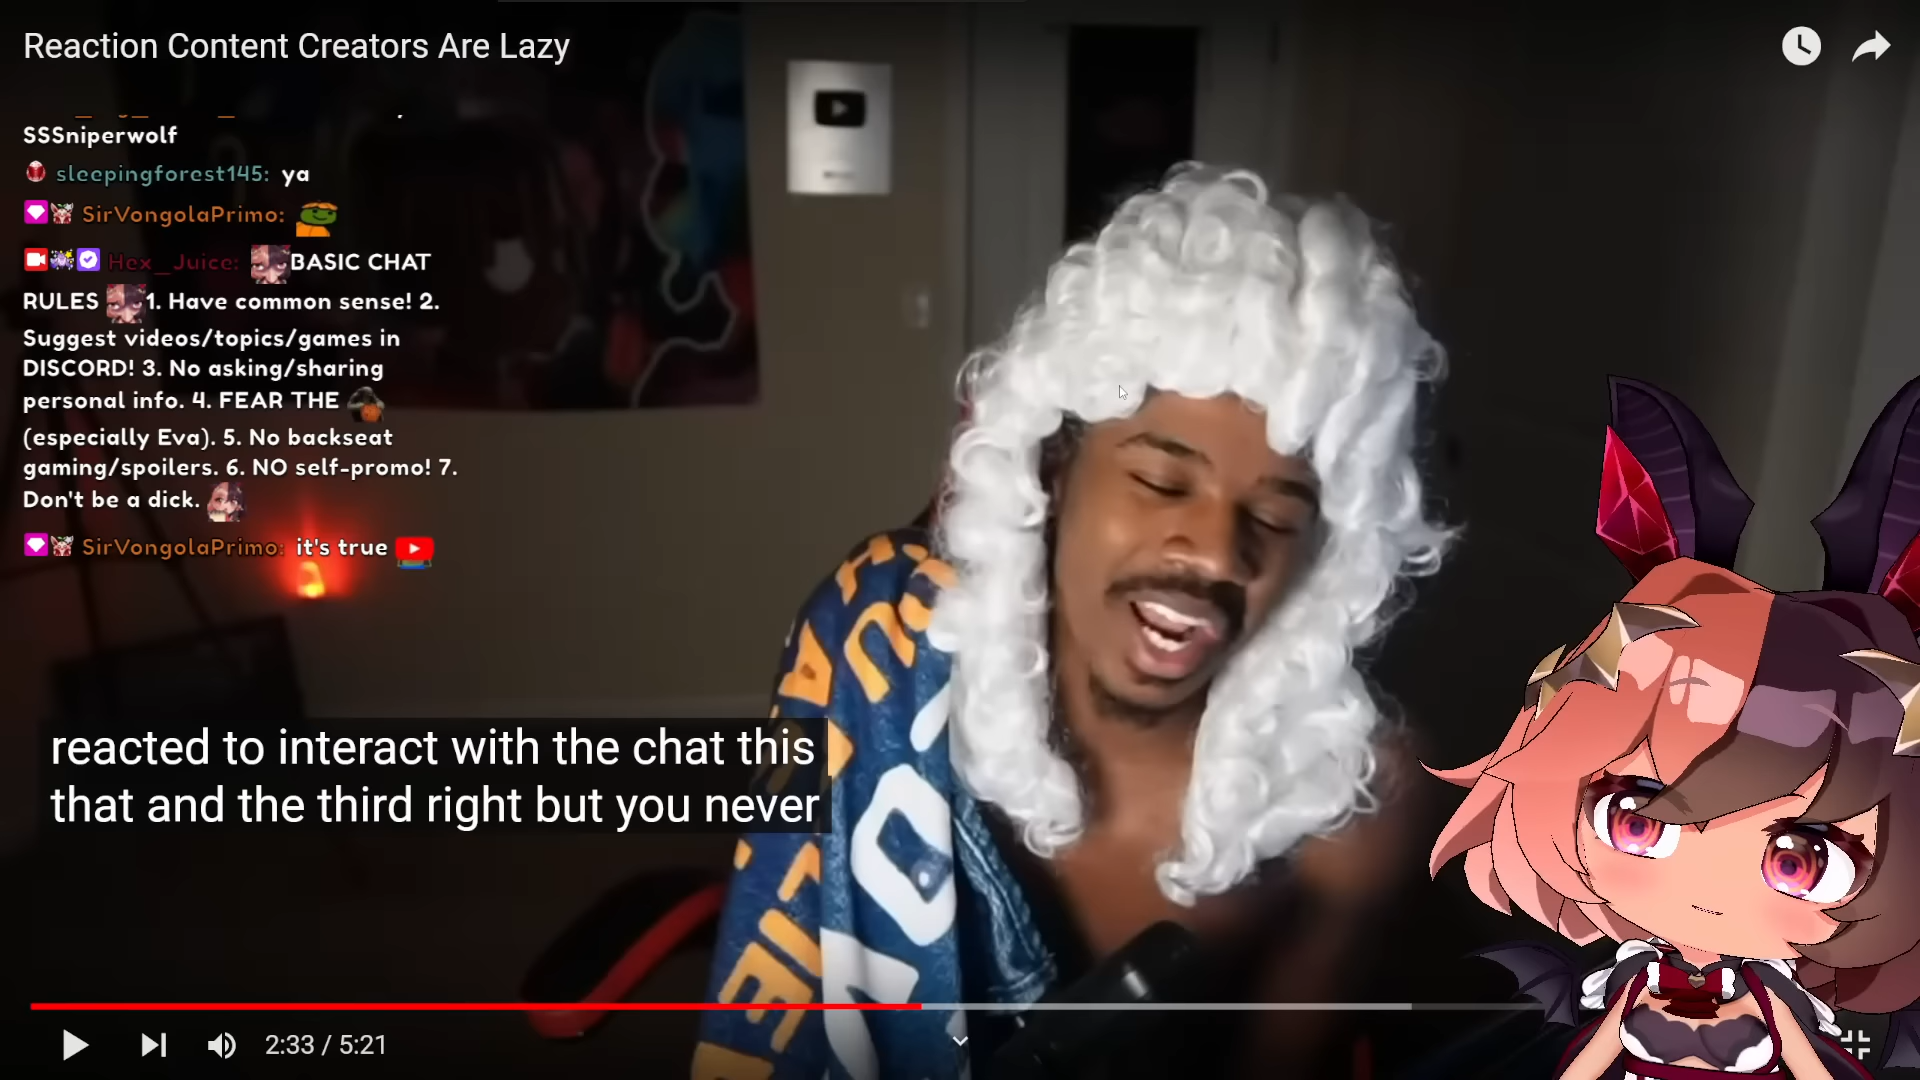 Reaction Content Creators Are Lazy
SSSniperwolf
sleepingforest145: ya
SirVongolaPrimo:
Hex_Juice: BASIC CHAT
RULES 1. Have common sense! 2.
Suggest videos/topics/games in
DISCORD! 3. No asking/sharing
personal info. 4. FEAR THE
(especially Eva). 5. No backseat
gaming/spoilers. 6. NO self-promo! 7.
Don't be a dick.
SirVongolaPrimo: it's true
reacted to interact with the chat this
that and the third right but you never
2:33 / 5:21